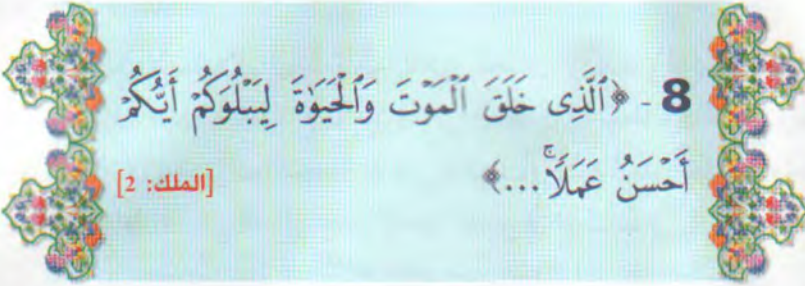 8 - ﴿ٱلَّذِى خَلَقَ ٱلْمَوْتَ وَٱلْحَيَوٰةَ لِيَبْلُوَكُمْ أَيُّكُمْ
أَحْسَنُ عَمَلًاۚ...﴾ [الملك: 2]